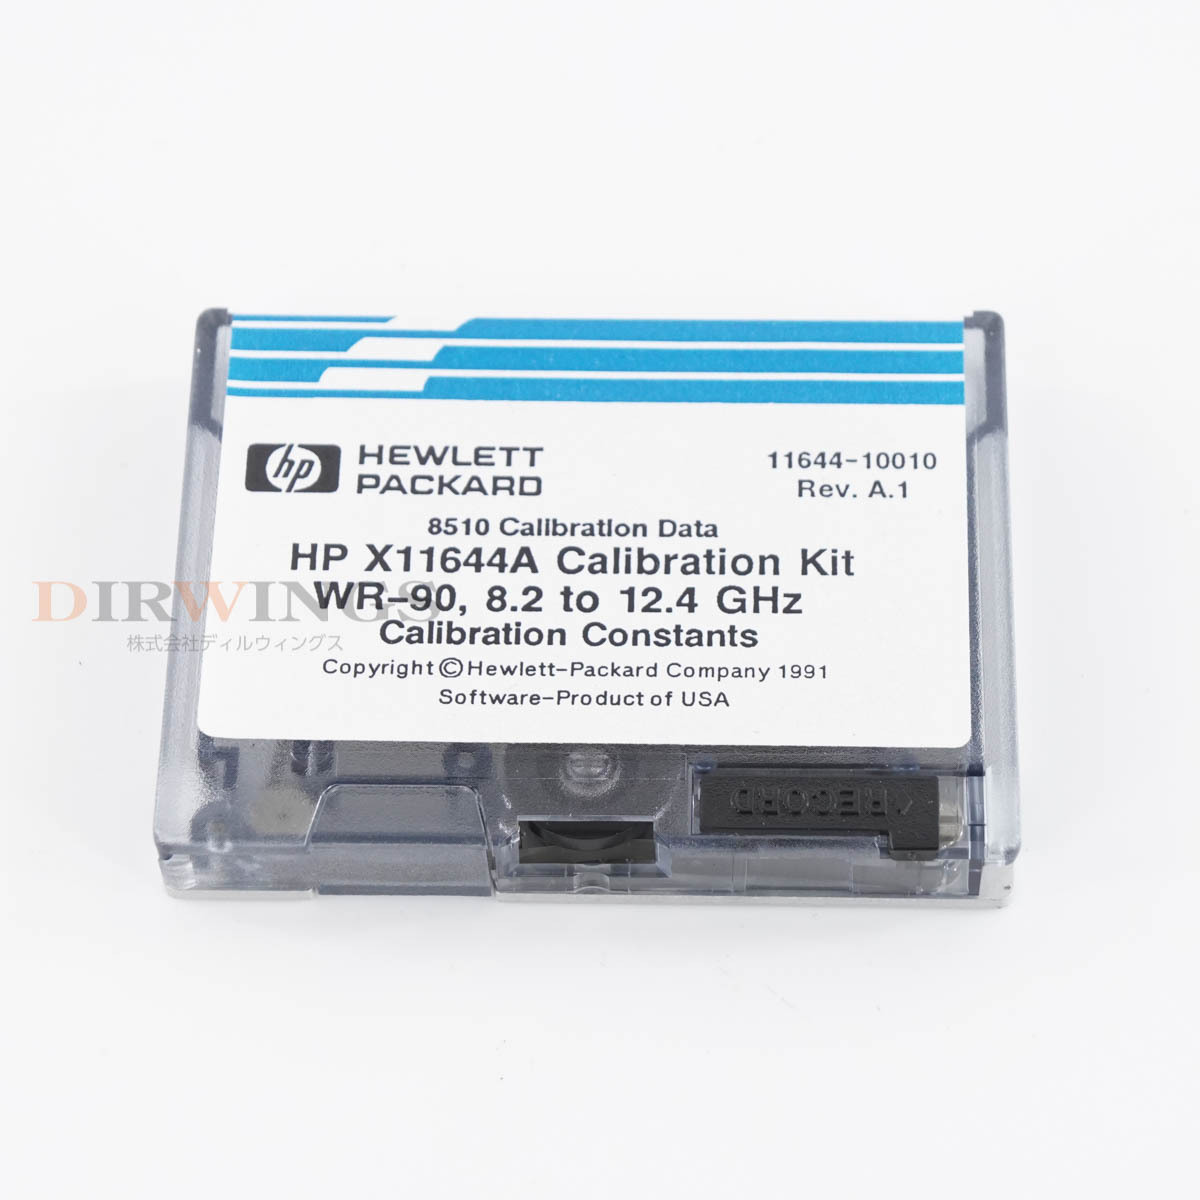 hp HEWLETT
PACKARD
11644-10010
Rev. A.1
8510 Calibration Data
HP X11644A Calibration Kit
WR-90, 8.2 to 12.4 GHz
Calibration Constants
Copyright © Hewlett-Packard Company 1991
Software-Product of USA
DIRWINGS
株式会社ディルウィングス
RECORD